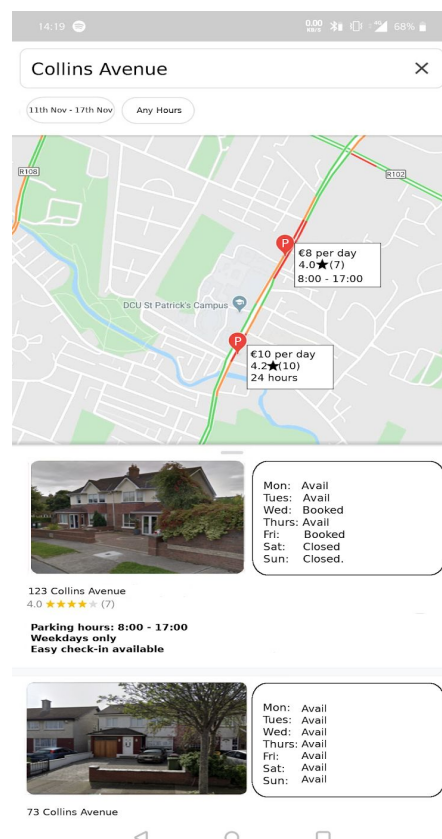 14:19
0.00
KB/S
4G
68%
Collins Avenue
11th Nov - 17th Nov
Any Hours
R108
R102
P
€8 per day
4.0★(7)
8:00 - 17:00
DCU St Patrick's Campus
P
€10 per day
4.2★(10)
24 hours
Mon: Avail
Tues: Avail
Wed: Booked
Thurs: Avail
Fri: Booked
Sat: Closed
Sun: Closed.
123 Collins Avenue
4.0 ★★★★★ (7)
Parking hours: 8:00 - 17:00
Weekdays only
Easy check-in available
Mon: Avail
Tues: Avail
Wed: Avail
Thurs: Avail
Fri: Avail
Sat: Avail
Sun: Avail
73 Collins Avenue